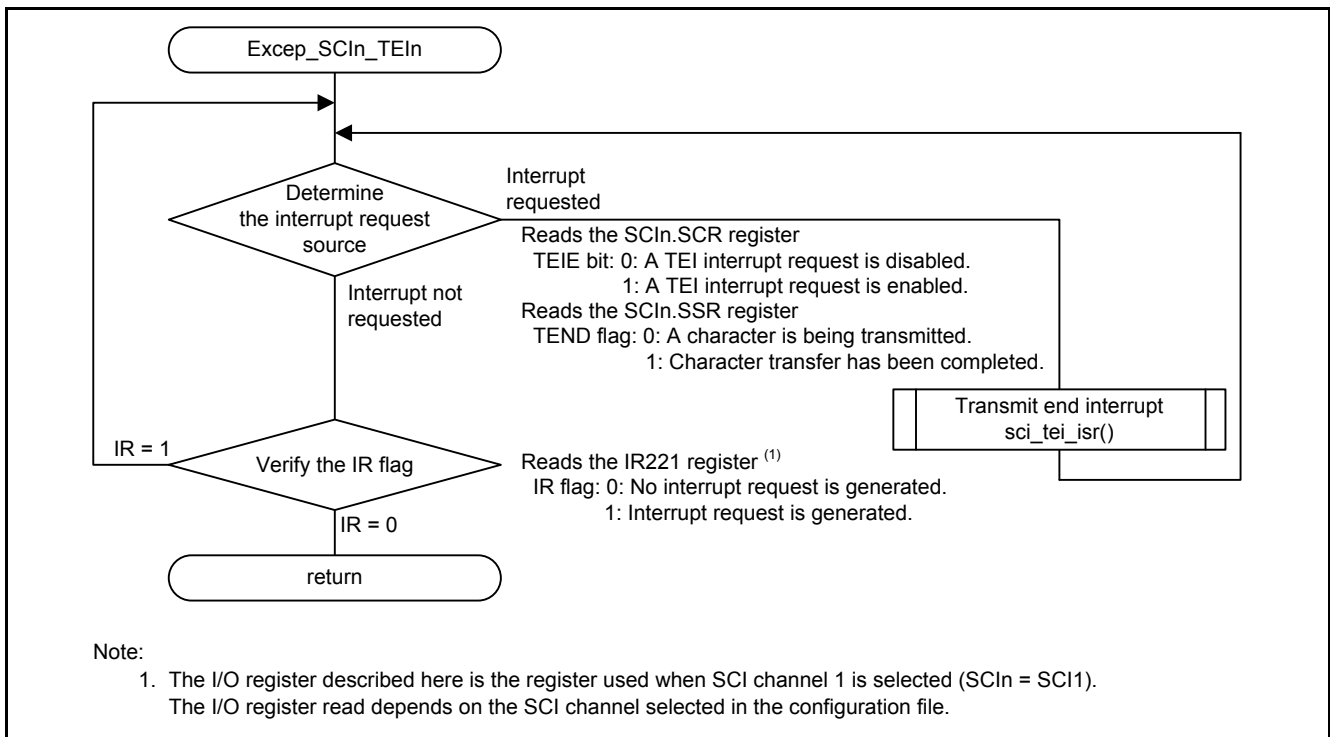 Excep_SCIn_TEIn
Determine
the interrupt request
source
Interrupt
requested
Reads the SCIn.SCR register
TEIE bit: 0: A TEI interrupt request is disabled.
1: A TEI interrupt request is enabled.
Reads the SCIn.SSR register
TEND flag: 0: A character is being transmitted.
1: Character transfer has been completed.
Interrupt not
requested
Transmit end interrupt
sci_tei_isr()
IR = 1
Verify the IR flag
Reads the IR221 register (1)
IR flag: 0: No interrupt request is generated.
1: Interrupt request is generated.
IR = 0
return
Note:
1. The I/O register described here is the register used when SCI channel 1 is selected (SCIn = SCI1).
The I/O register read depends on the SCI channel selected in the configuration file.